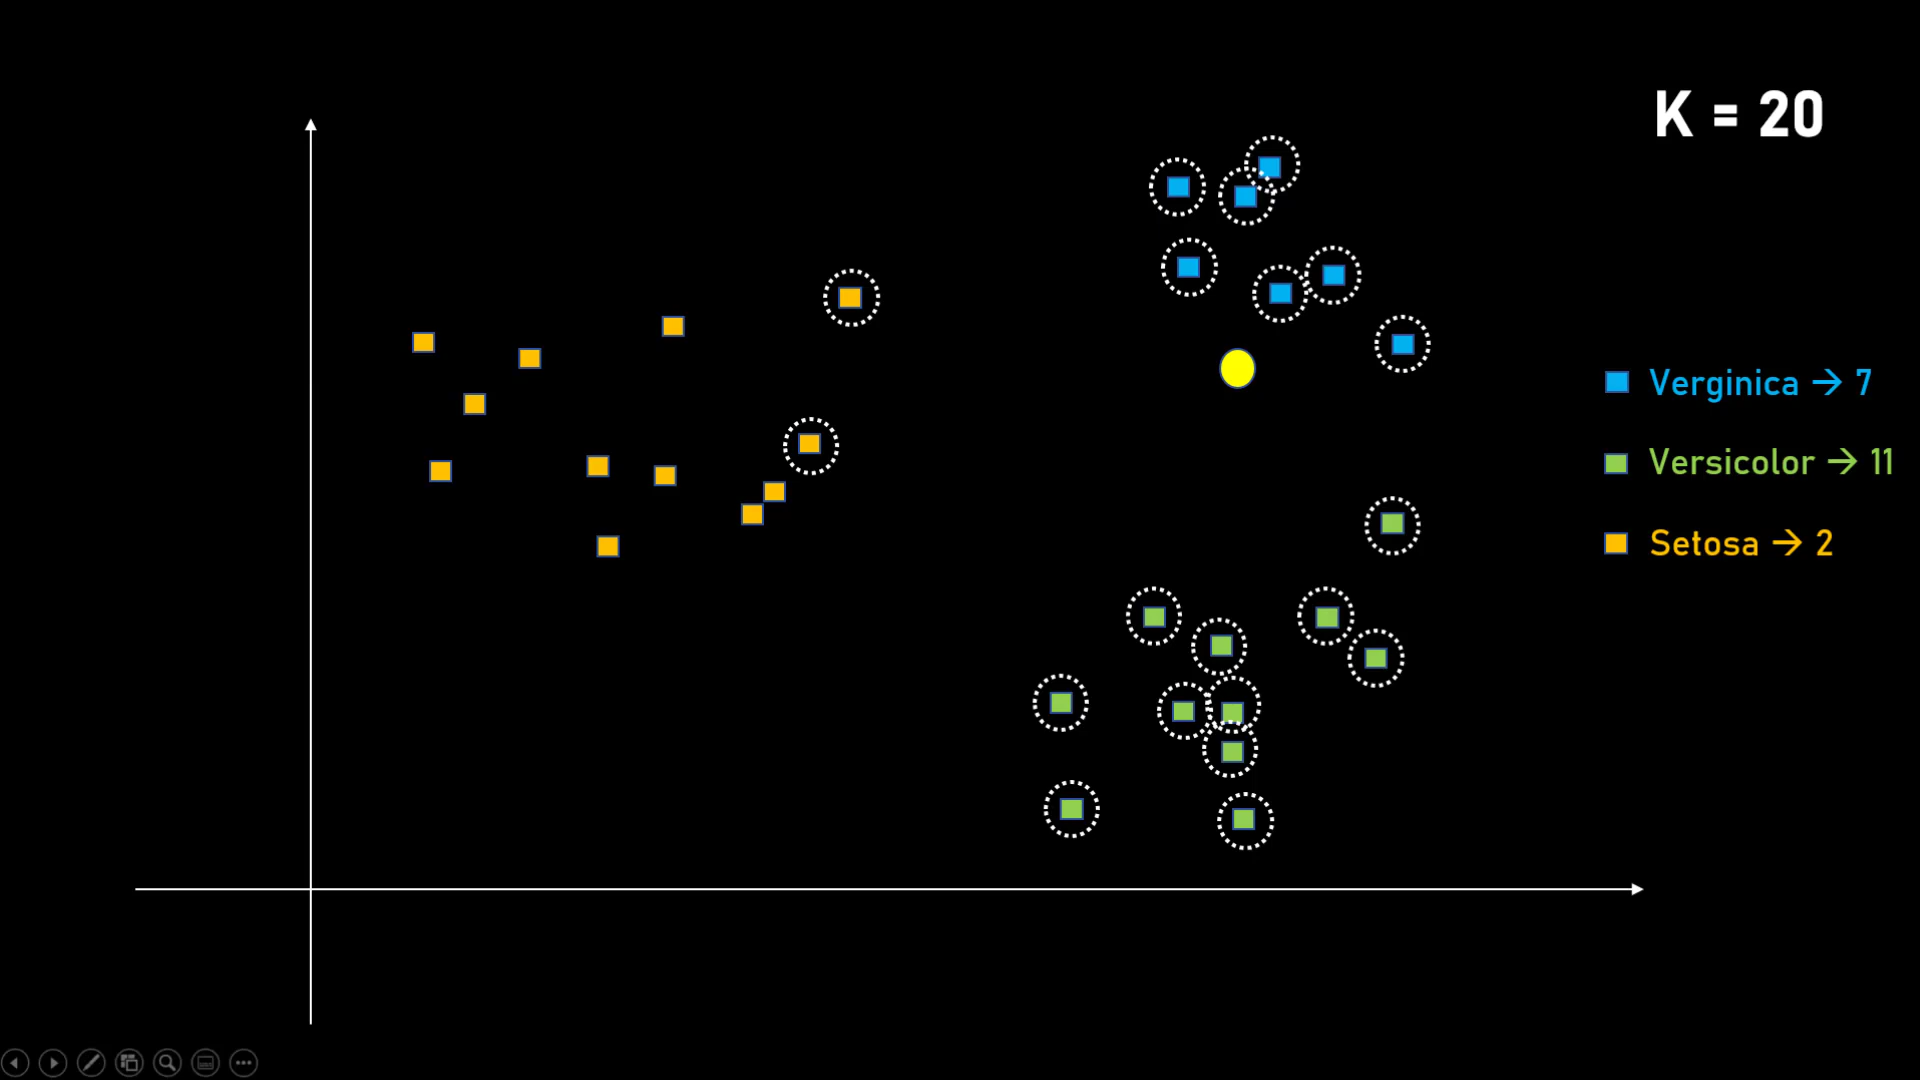 K = 20
Verginica → 7
Versicolor → 11
Setosa → 2